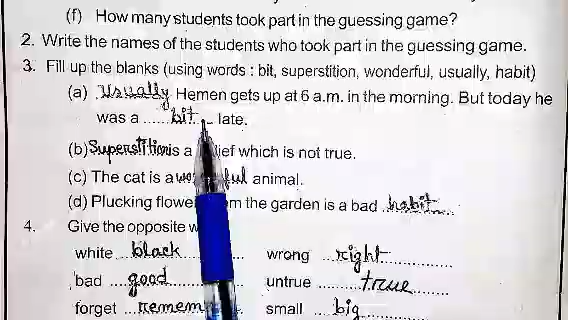 (f) How many students took part in the guessing game?
2. Write the names of the students who took part in the guessing game.
3. Fill up the blanks (using words : bit, superstition, wonderful, usually, habit)
(a) Usually Hemen gets up at 6 a.m. in the morning. But today he
was a ..... bit .. late.
(b) Superstition is a lief which is not true.
(c) The cat is a ful animal.
(d) Plucking flowe m the garden is a bad habit
4. Give the opposite w
white black wrong right
bad good untrue true
forget remem small big